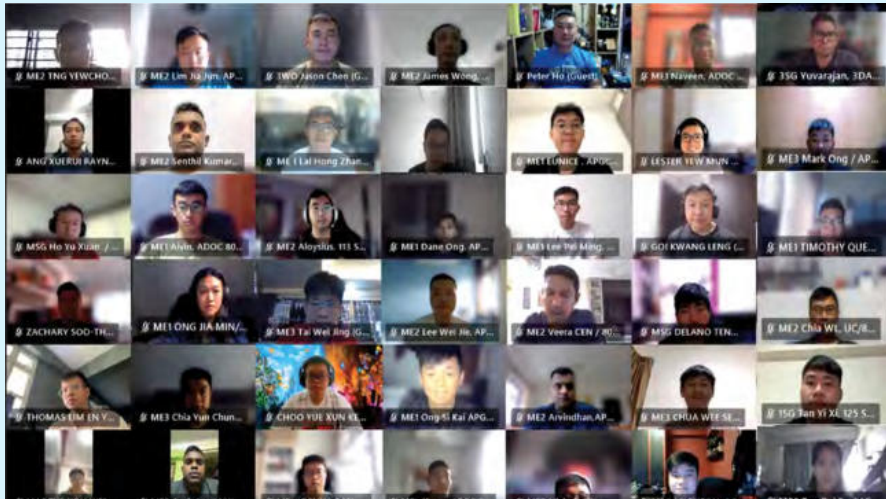 ME2 TNG YEWCHO...
ME2 Lim Jia Jun, AP...
3WO Jason Chen (G...
ME2 James Wong, ...
Peter Ho (Guest)
ME1 Naveen, ADOC ...
3SG Yuvarajan, 3DA...
ANG XUERUI RAYN...
ME2 Senthil Kumar...
ME1 Lai Hong Zhan...
ME1 EUNICE , APGC...
LESTER YEW MUN ...
ME3 Mark Ong / AP...
MSG Ho Yu Xuan / ...
ME1 Alvin, ADOC 80...
ME2 Aloysius, 113 S...
ME1 Dane Ong, AP...
ME1 Lee Pei Ming, ...
GOI KWANG LENG (...
ME1 TIMOTHY QUE...
ZACHARY SOO-TH...
ME1 ONG JIA MIN/...
ME3 Tai Wei Jing (G...
ME2 Lee Wei Jie, AP...
ME2 Veera CEN / 80...
MSG DELANO TEN...
ME2 Chia WL, UC/8...
THOMAS LIM EN Y...
ME3 Chia Yun Chun...
CHOO YUE XUN KE...
ME1 Ong Si Kai APG...
ME2 Arvindhan,AP...
ME3 CHUA WEE SE...
1SG Tan Yi Xi, 125 S...